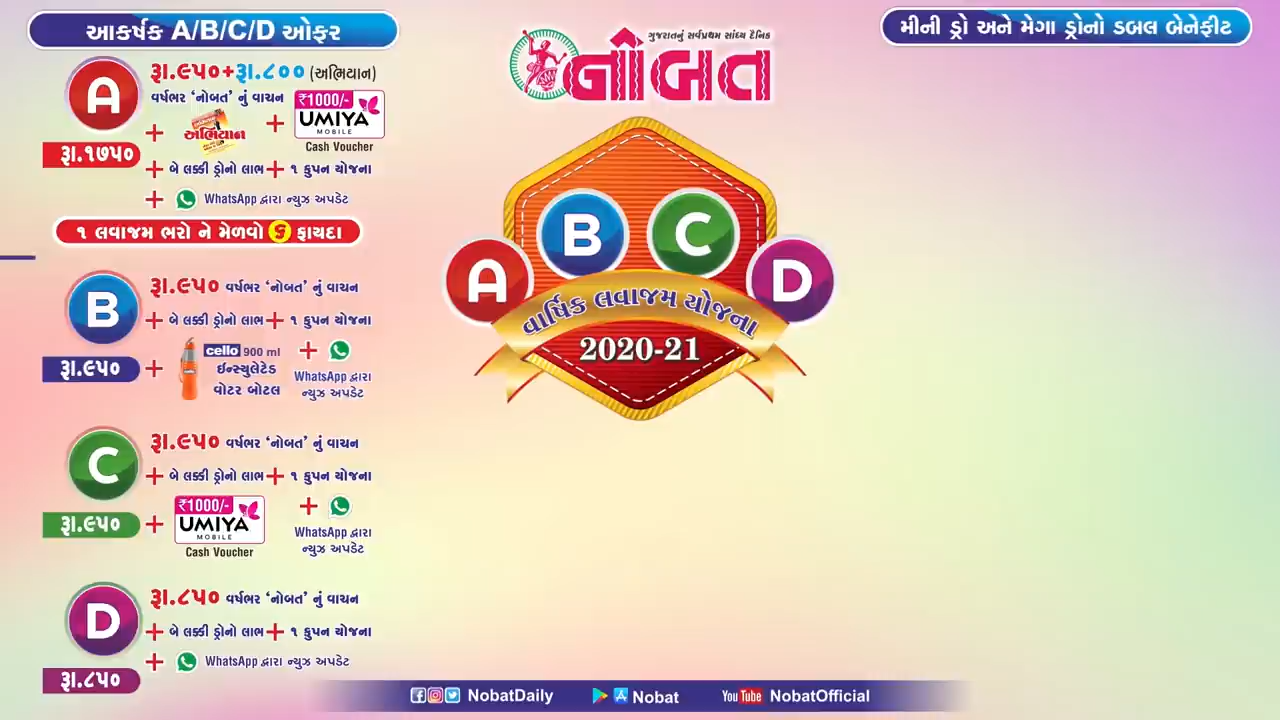 આકર્ષક A/B/C/D ઓફર
A
રૂા.૯૫૦+રૂા.૮૦૦ (અભિયાન)
વર્ષભર ‘નોબત’ નું વાચન
+ અભિયાન + ₹1000/- UMIYA MOBILE
Cash Voucher
રૂા.૧૭૫૦
+ બે લક્કી ડ્રોનો લાભ + ૧ કુપન યોજના
+ WhatsApp દ્વારા ન્યુઝ અપડેટ
૧ લવાજમ ભરો ને મેળવો ૬ ફાયદા
B
રૂા.૯૫૦ વર્ષભર ‘નોબત’ નું વાચન
+ બે લક્કી ડ્રોનો લાભ + ૧ કુપન યોજના
રૂા.૯૫૦
+ cello 900 ml
ઈન્સ્યુલેટેડ
વોટર બોટલ
+
WhatsApp દ્વારા
ન્યુઝ અપડેટ
C
રૂા.૯૫૦ વર્ષભર ‘નોબત’ નું વાચન
+ બે લક્કી ડ્રોનો લાભ + ૧ કુપન યોજના
રૂા.૯૫૦
+ ₹1000/- UMIYA MOBILE
Cash Voucher
+
WhatsApp દ્વારા
ન્યુઝ અપડેટ
D
રૂા.૮૫૦ વર્ષભર ‘નોબત’ નું વાચન
+ બે લક્કી ડ્રોનો લાભ + ૧ કુપન યોજના
+ WhatsApp દ્વારા ન્યુઝ અપડેટ
રૂા.૮૫૦
ગુજરાતનું સર્વપ્રથમ સાંધ્ય દૈનિક
નોબત
A B C D
વાર્ષિક લવાજમ યોજના
2020-21
મીની ડ્રો અને મેગા ડ્રોનો ડબલ બેનેફીટ
NobatDaily Nobat YouTube NobatOfficial